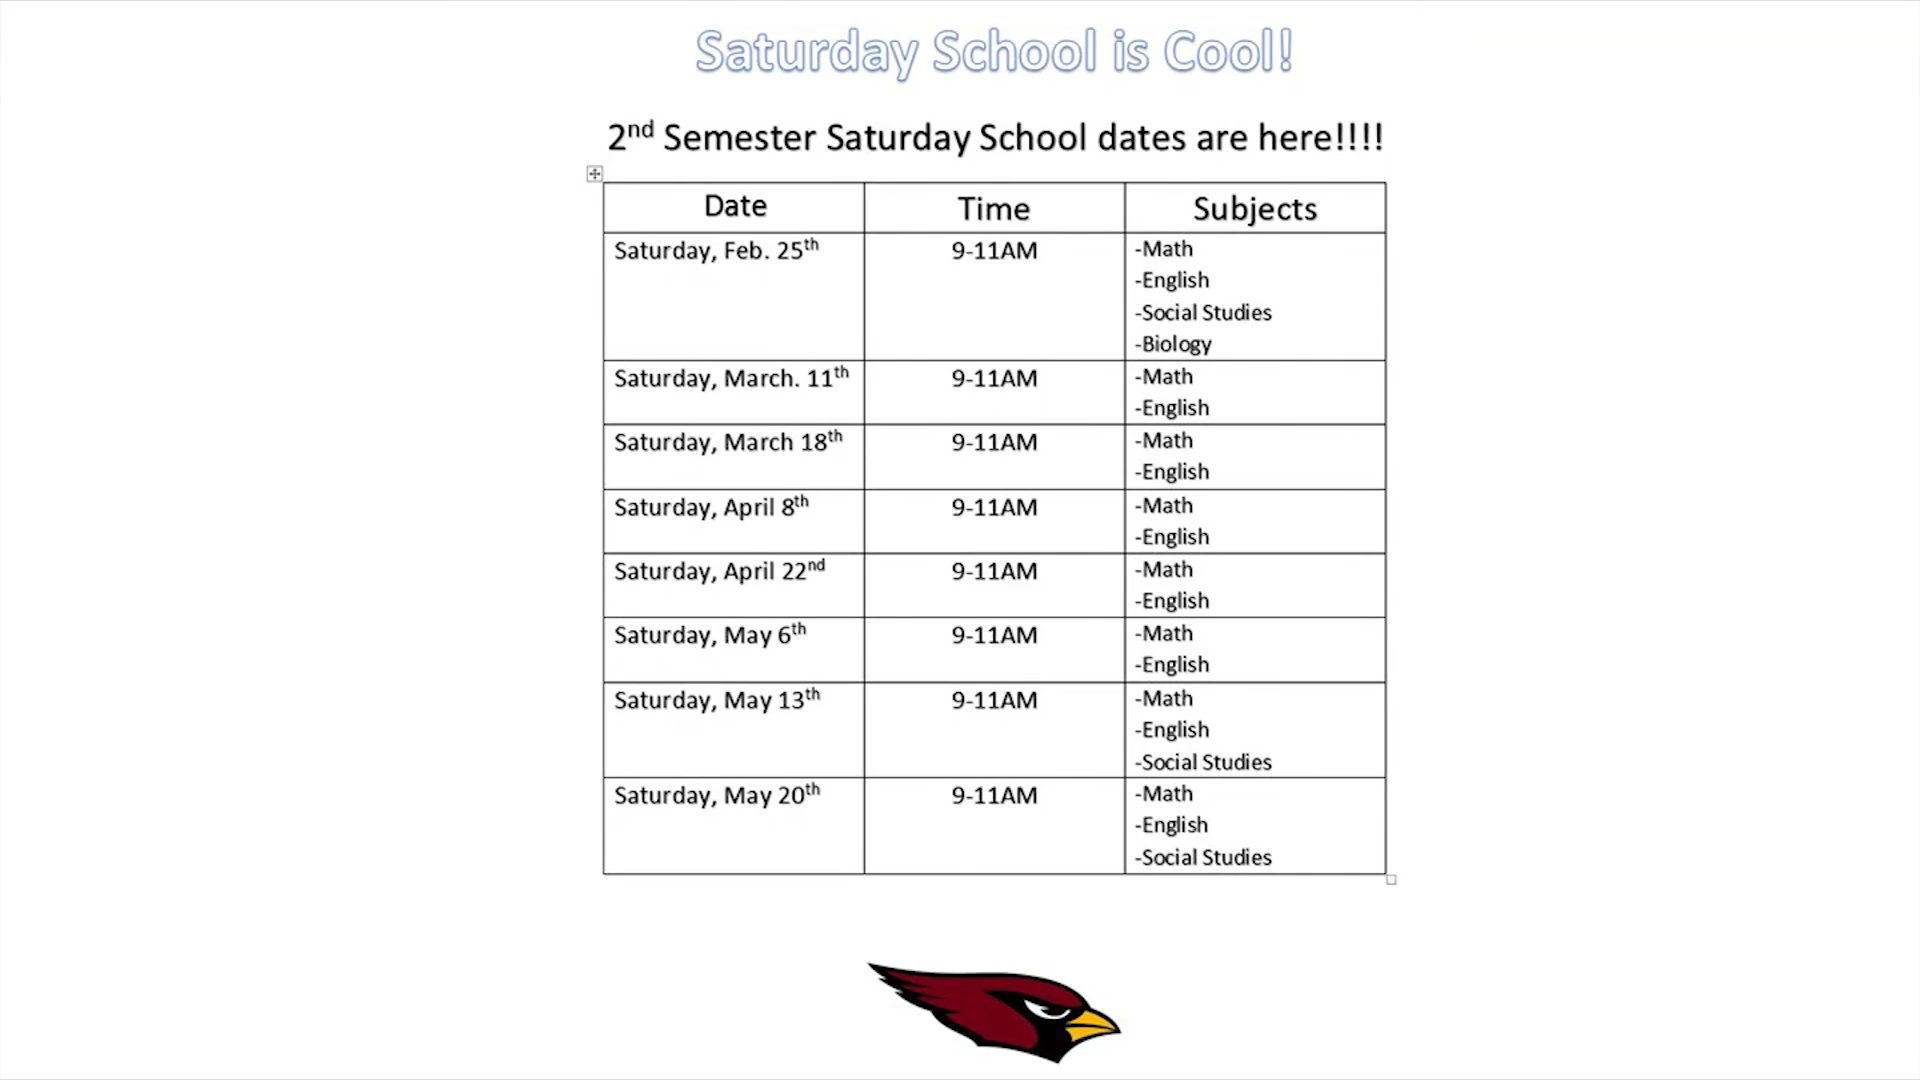 Saturday School is Cool!
2nd Semester Saturday School dates are here!!!!
Date Time Subjects
Saturday, Feb. 25th 9-11AM -Math
-English
-Social Studies
-Biology
Saturday, March. 11th 9-11AM -Math
-English
Saturday, March 18th 9-11AM -Math
-English
Saturday, April 8th 9-11AM -Math
-English
Saturday, April 22nd 9-11AM -Math
-English
Saturday, May 6th 9-11AM -Math
-English
Saturday, May 13th 9-11AM -Math
-English
-Social Studies
Saturday, May 20th 9-11AM -Math
-English
-Social Studies